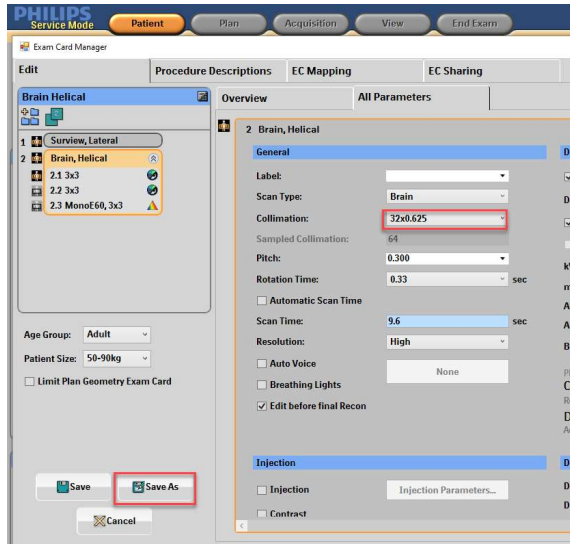 PHILIPS
Service Mode Patient Plan Acquisition View End Exam
Exam Card Manager
Edit Procedure Descriptions EC Mapping EC Sharing
Brain Helical
Overview All Parameters
1 Surview, Lateral
2 Brain, Helical
2.1 3x3
2.2 3x3
2.3 MonoE60, 3x3
Age Group: Adult
Patient Size: 50-90kg
Limit Plan Geometry Exam Card
Save Save As
Cancel
2 Brain, Helical
General
Label:
Scan Type: Brain
Collimation: 32x0.625
Sampled Collimation: 64
Pitch: 0.300
Rotation Time: 0.33 sec
Automatic Scan Time
Scan Time: 9.6 sec
Resolution: High
Auto Voice
None
Breathing Lights
Edit before final Recon
Injection
Injection Injection Parameters...
Contrast